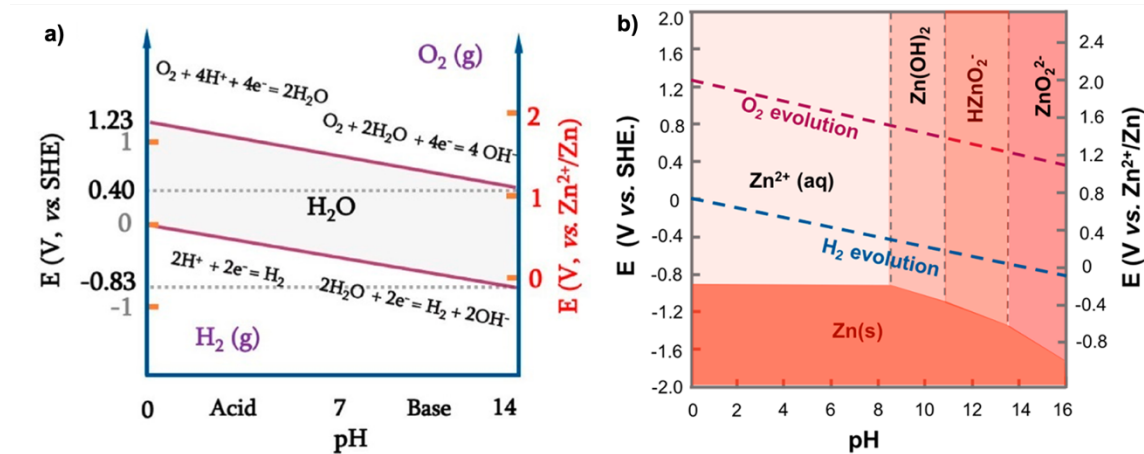 a)
O₂ (g)
O₂ + 4H⁺+ 4e⁻= 2H₂O
O₂ + 2H₂O + 4e⁻= 4 OH⁻
1.23
1
0.40
0
-0.83
-1
E (V, vs. SHE)
2
1
0
E (V, vs. Zn²⁺/Zn)
H₂O
2H⁺ + 2e⁻= H₂
2H₂O + 2e⁻= H₂ + 2OH⁻
H₂ (g)
0 Acid 7 Base 14
pH
b)
2.0
1.6
1.2
0.8
0.4
0
-0.4
-0.8
-1.2
-1.6
-2.0
E (V vs. SHE.)
Zn(OH)₂
HZnO₂⁻
ZnO₂²⁻
O₂ evolution
Zn²⁺ (aq)
H₂ evolution
Zn(s)
2.4
2.0
1.6
1.2
0.8
0.4
0
-0.4
-0.8
E (V vs. Zn²⁺/Zn)
0 2 4 6 8 10 12 14 16
pH